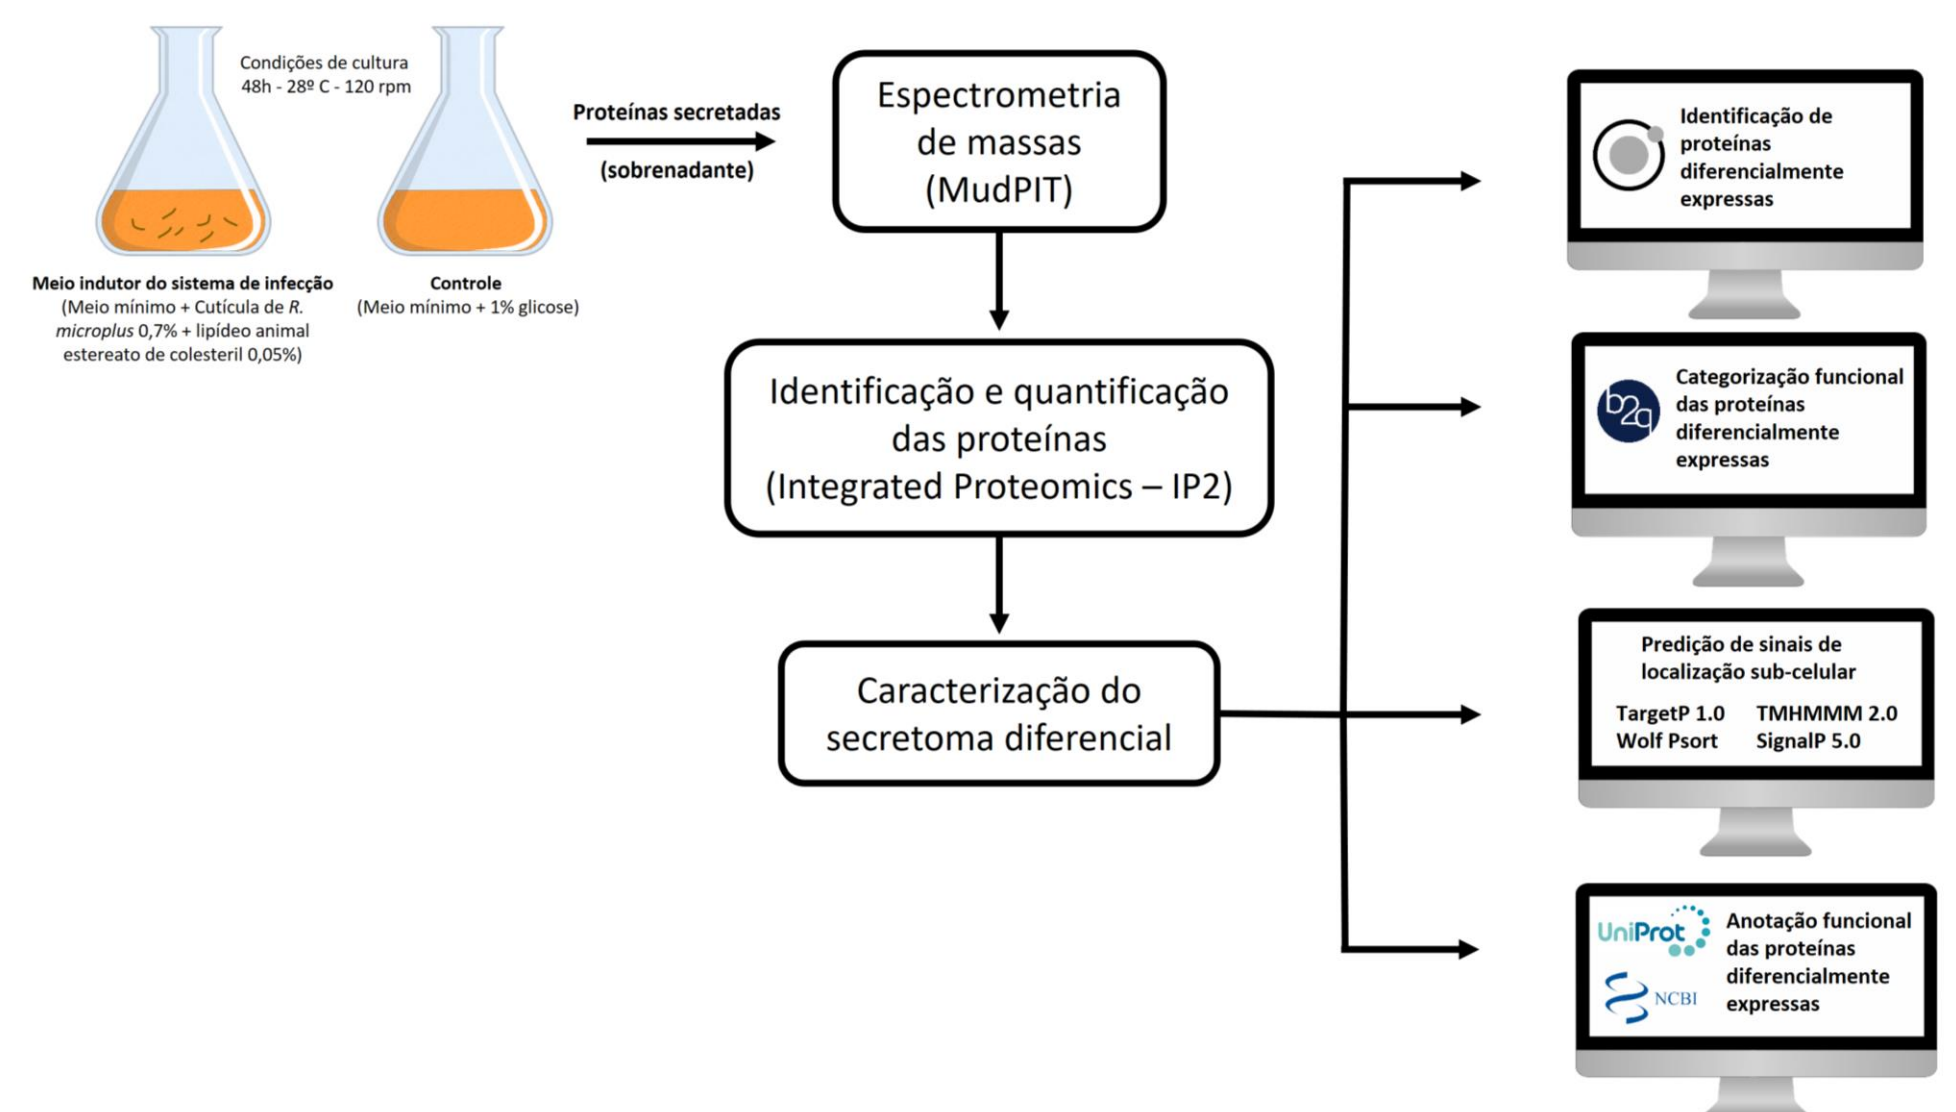 Condições de cultura
48h - 28º C - 120 rpm
Meio indutor do sistema de infecção
(Meio mínimo + Cutícula de R.
microplus 0,7% + lipídeo animal
estereato de colesteril 0,05%)
Controle
(Meio mínimo + 1% glicose)
Proteínas secretadas
(sobrenadante)
Espectrometria
de massas
(MudPIT)
Identificação e quantificação
das proteínas
(Integrated Proteomics – IP2)
Caracterização do
secretoma diferencial
Identificação de
proteínas
diferencialmente
expressas
b2g
Categorização funcional
das proteínas
diferencialmente
expressas
Predição de sinais de
localização sub-celular
TargetP 1.0 TMHMMM 2.0
Wolf Psort SignalP 5.0
UniProt
NCBI
Anotação funcional
das proteínas
diferencialmente
expressas